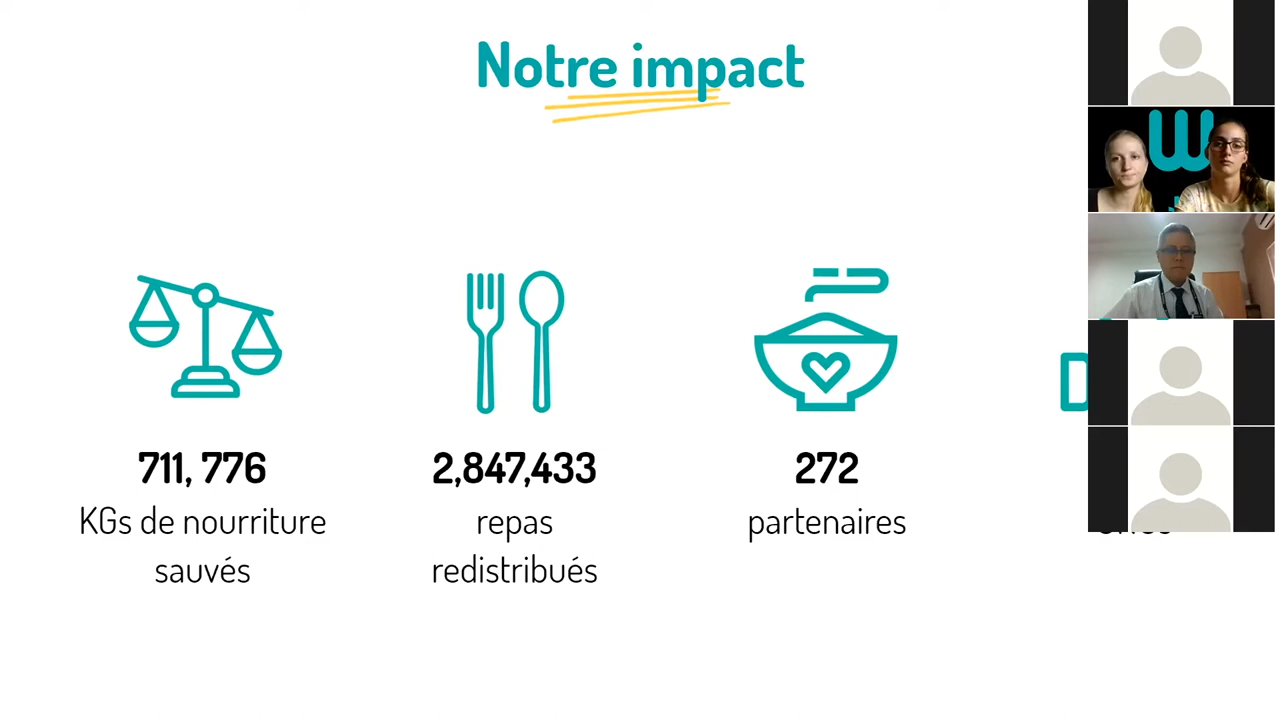 Notre impact
711, 776
KGs de nourriture
sauvés
2,847,433
repas
redistribués
272
partenaires
W